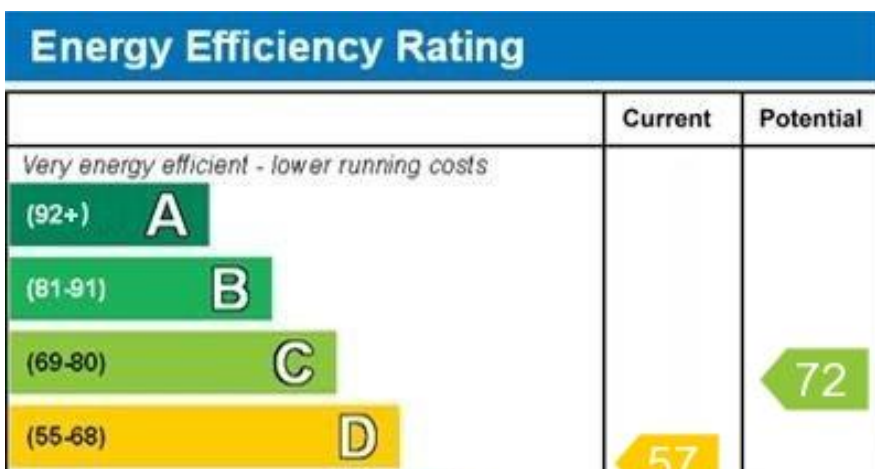 Energy Efficiency Rating
Current Potential
Very energy efficient - lower running costs
(92+) A
(81-91) B
(69-80) C
72
(55-68) D
57